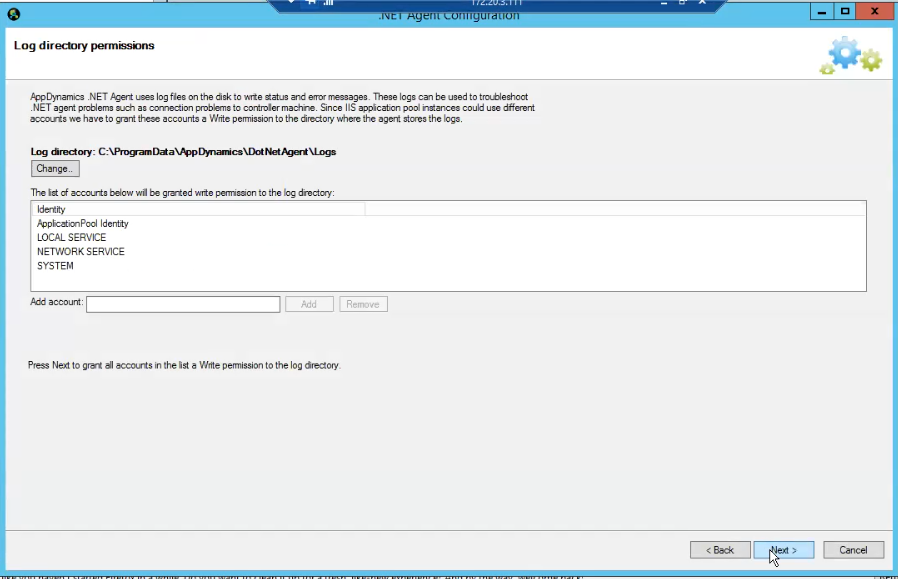 172.20.3.111
.NET Agent Configuration
Log directory permissions
AppDynamics .NET Agent uses log files on the disk to write status and error messages. These logs can be used to troubleshoot
.NET agent problems such as connection problems to controller machine. Since IIS application pool instances could use different
accounts we have to grant these accounts a Write permission to the directory where the agent stores the logs.
Log directory: C:\ProgramData\AppDynamics\DotNetAgent\Logs
Change..
The list of accounts below will be granted write permission to the log directory:
Identity
ApplicationPool Identity
LOCAL SERVICE
NETWORK SERVICE
SYSTEM
Add account:
Add
Remove
Press Next to grant all accounts in the list a Write permission to the log directory.
< Back
Next >
Cancel